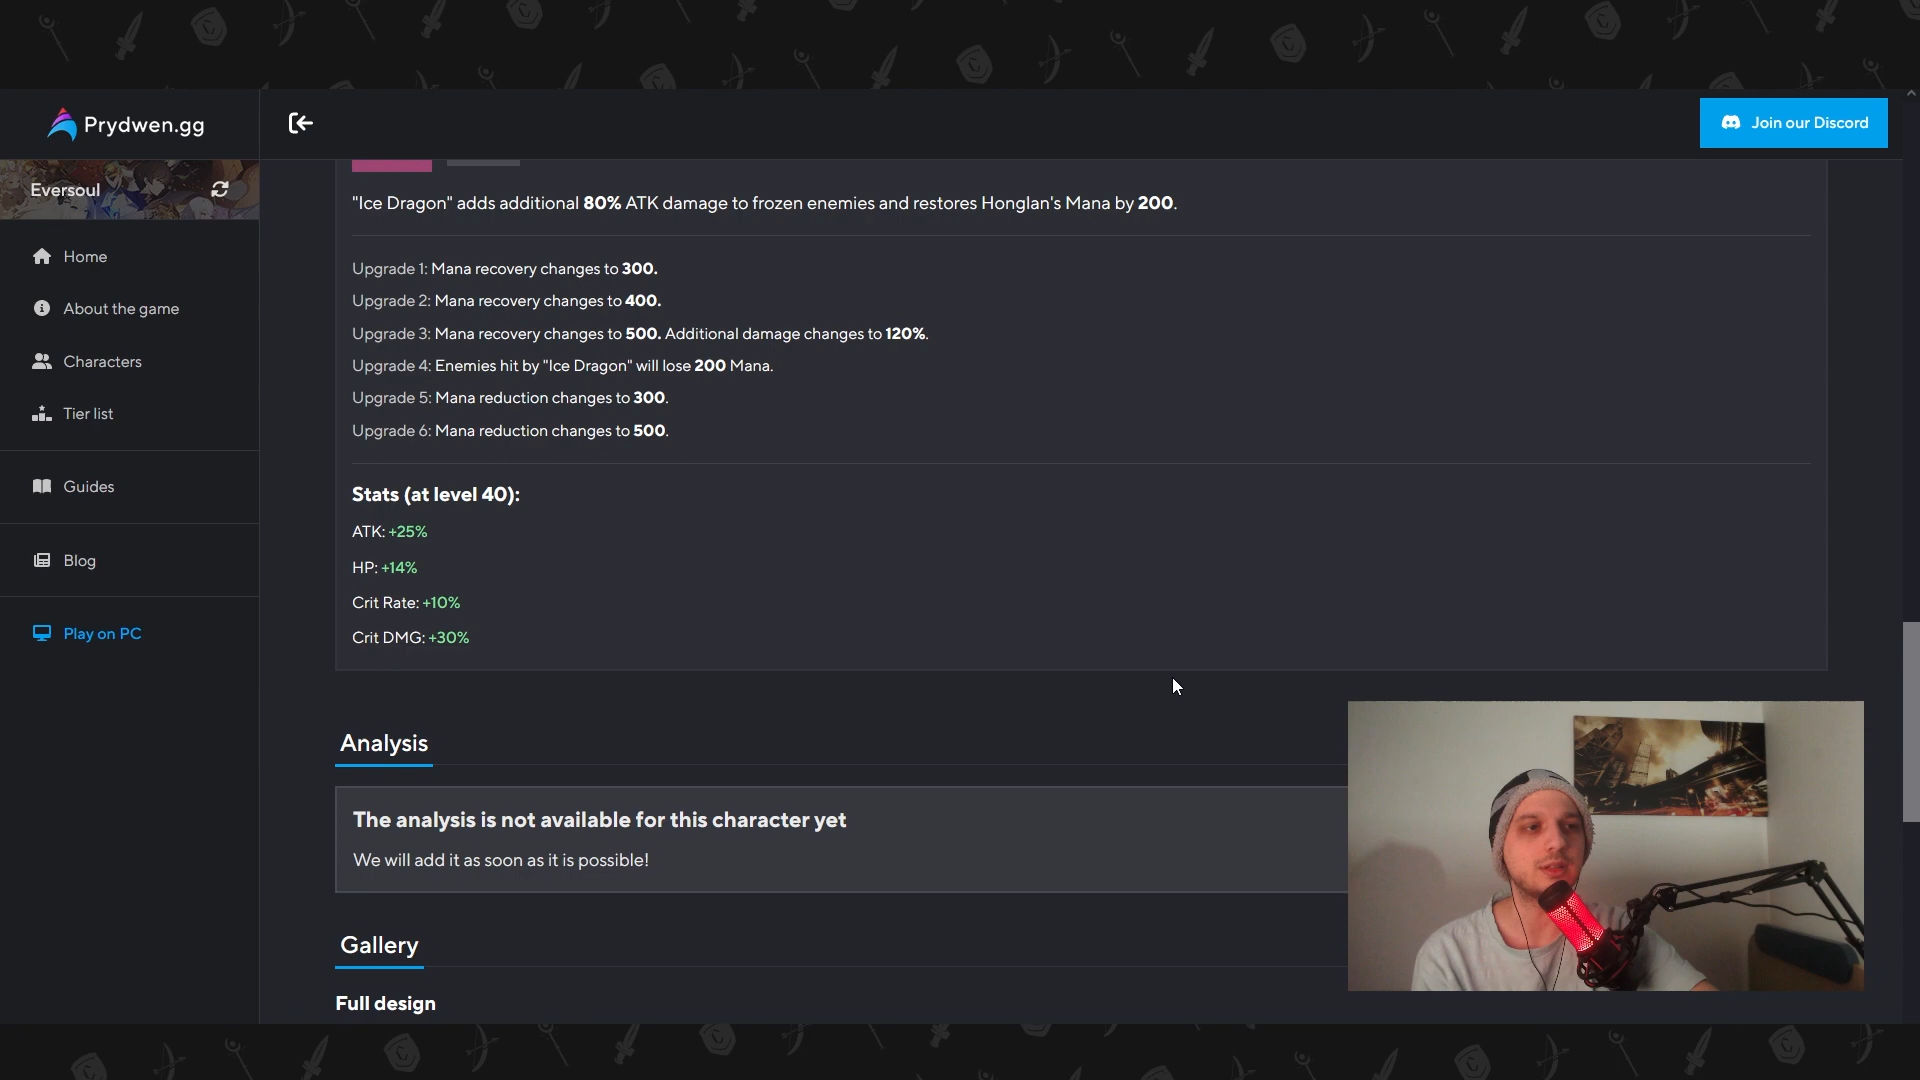 Prydwen.gg
Join our Discord
Eversoul
Home
About the game
Characters
Tier list
Guides
Blog
Play on PC
"Ice Dragon" adds additional 80% ATK damage to frozen enemies and restores Honglan's Mana by 200.
Upgrade 1: Mana recovery changes to 300.
Upgrade 2: Mana recovery changes to 400.
Upgrade 3: Mana recovery changes to 500. Additional damage changes to 120%.
Upgrade 4: Enemies hit by "Ice Dragon" will lose 200 Mana.
Upgrade 5: Mana reduction changes to 300.
Upgrade 6: Mana reduction changes to 500.
Stats (at level 40):
ATK: +25%
HP: +14%
Crit Rate: +10%
Crit DMG: +30%
Analysis
The analysis is not available for this character yet
We will add it as soon as it is possible!
Gallery
Full design